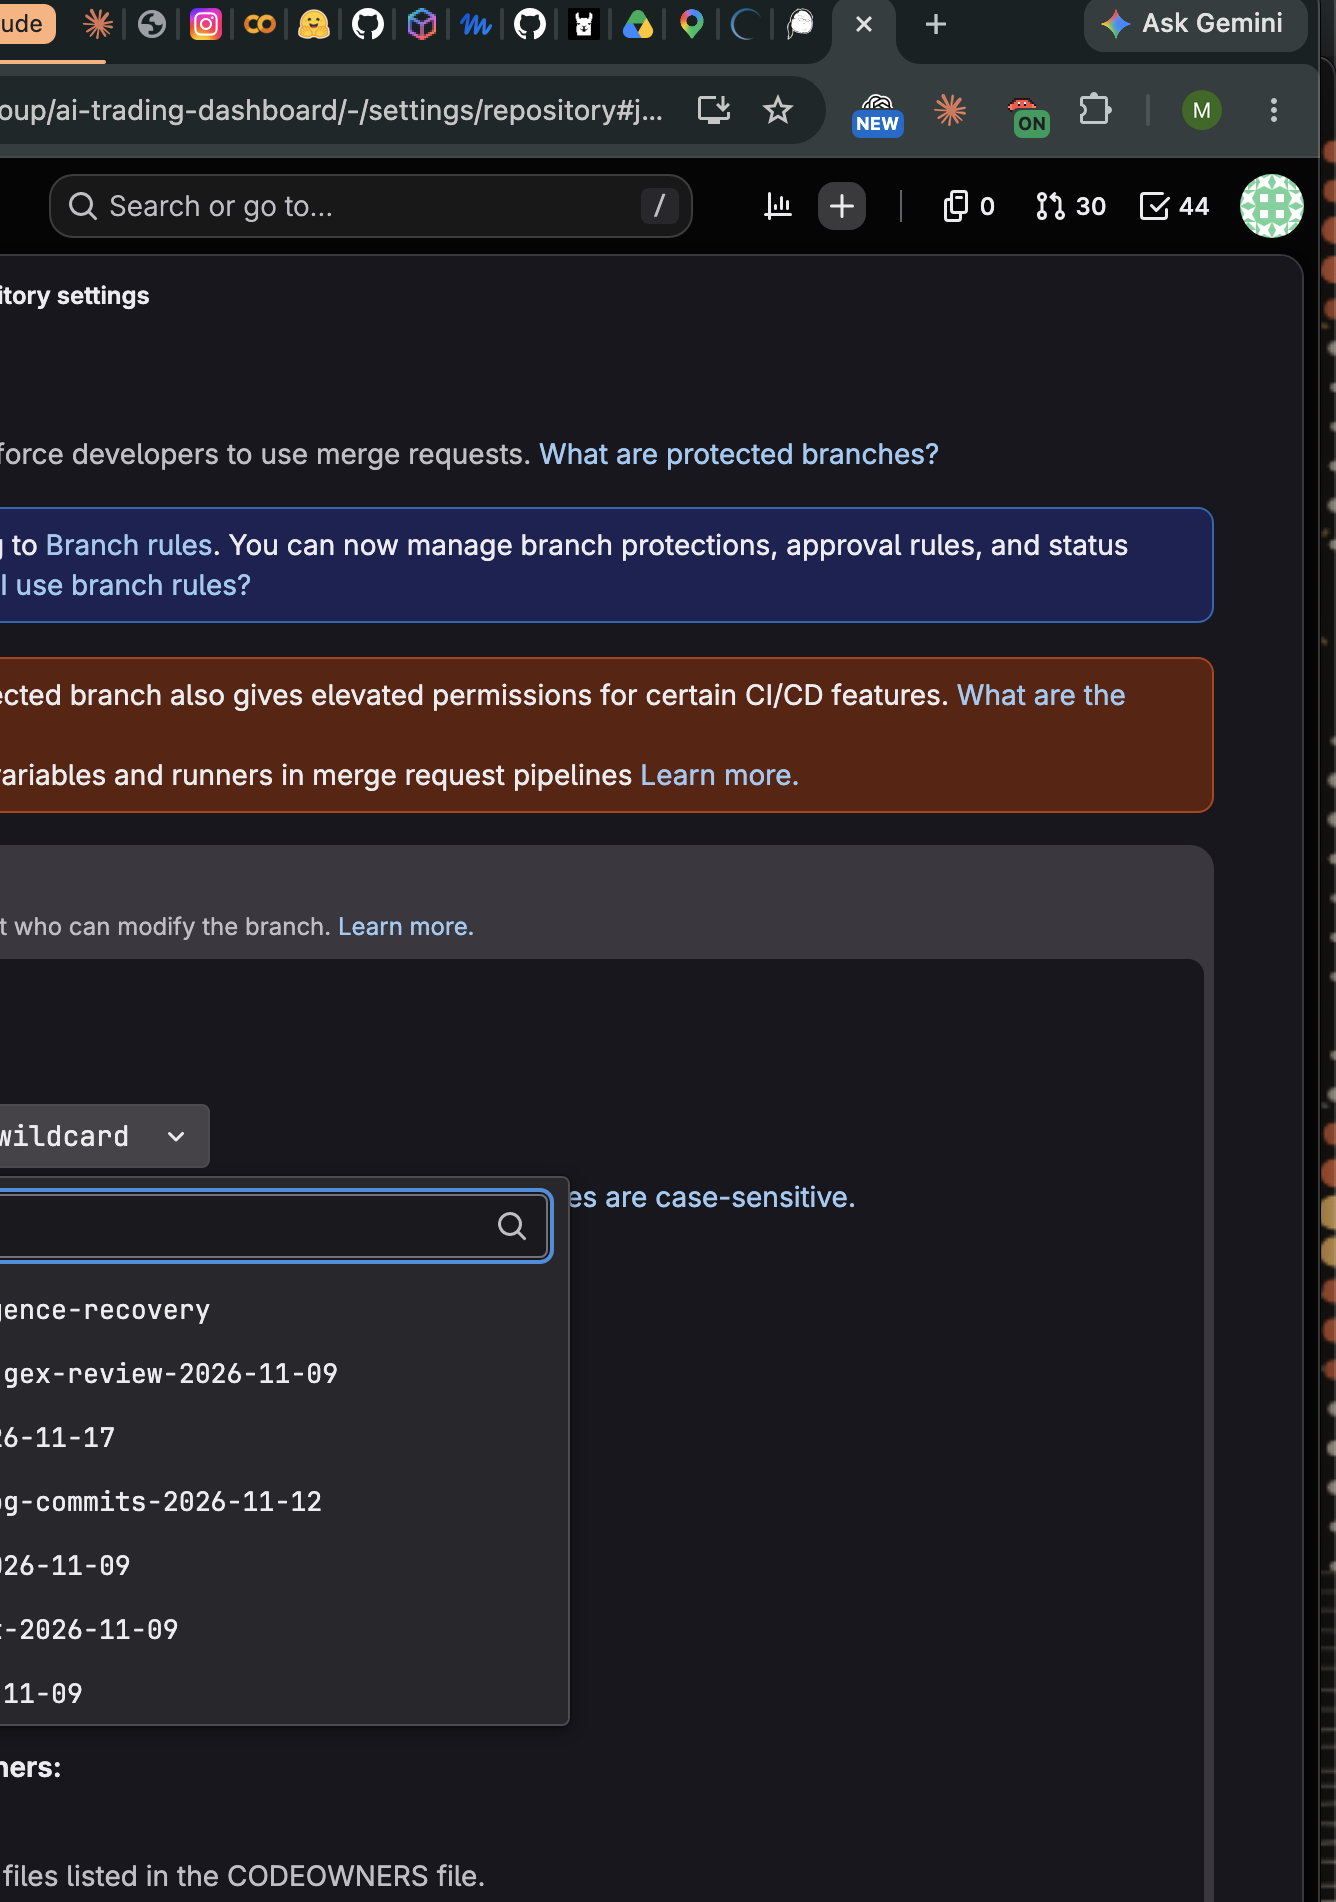 ude
Ask Gemini
oup/ai-trading-dashboard/-/settings/repository#j...
NEW
ON
M
Search or go to...
/
0
30
44
itory settings
force developers to use merge requests. What are protected branches?
g to Branch rules. You can now manage branch protections, approval rules, and status
I use branch rules?
ected branch also gives elevated permissions for certain CI/CD features. What are the
variables and runners in merge request pipelines Learn more.
t who can modify the branch. Learn more.
wildcard
es are case-sensitive.
gence-recovery
gex-review-2026-11-09
26-11-17
og-commits-2026-11-12
026-11-09
t-2026-11-09
11-09
ners:
files listed in the CODEOWNERS file.